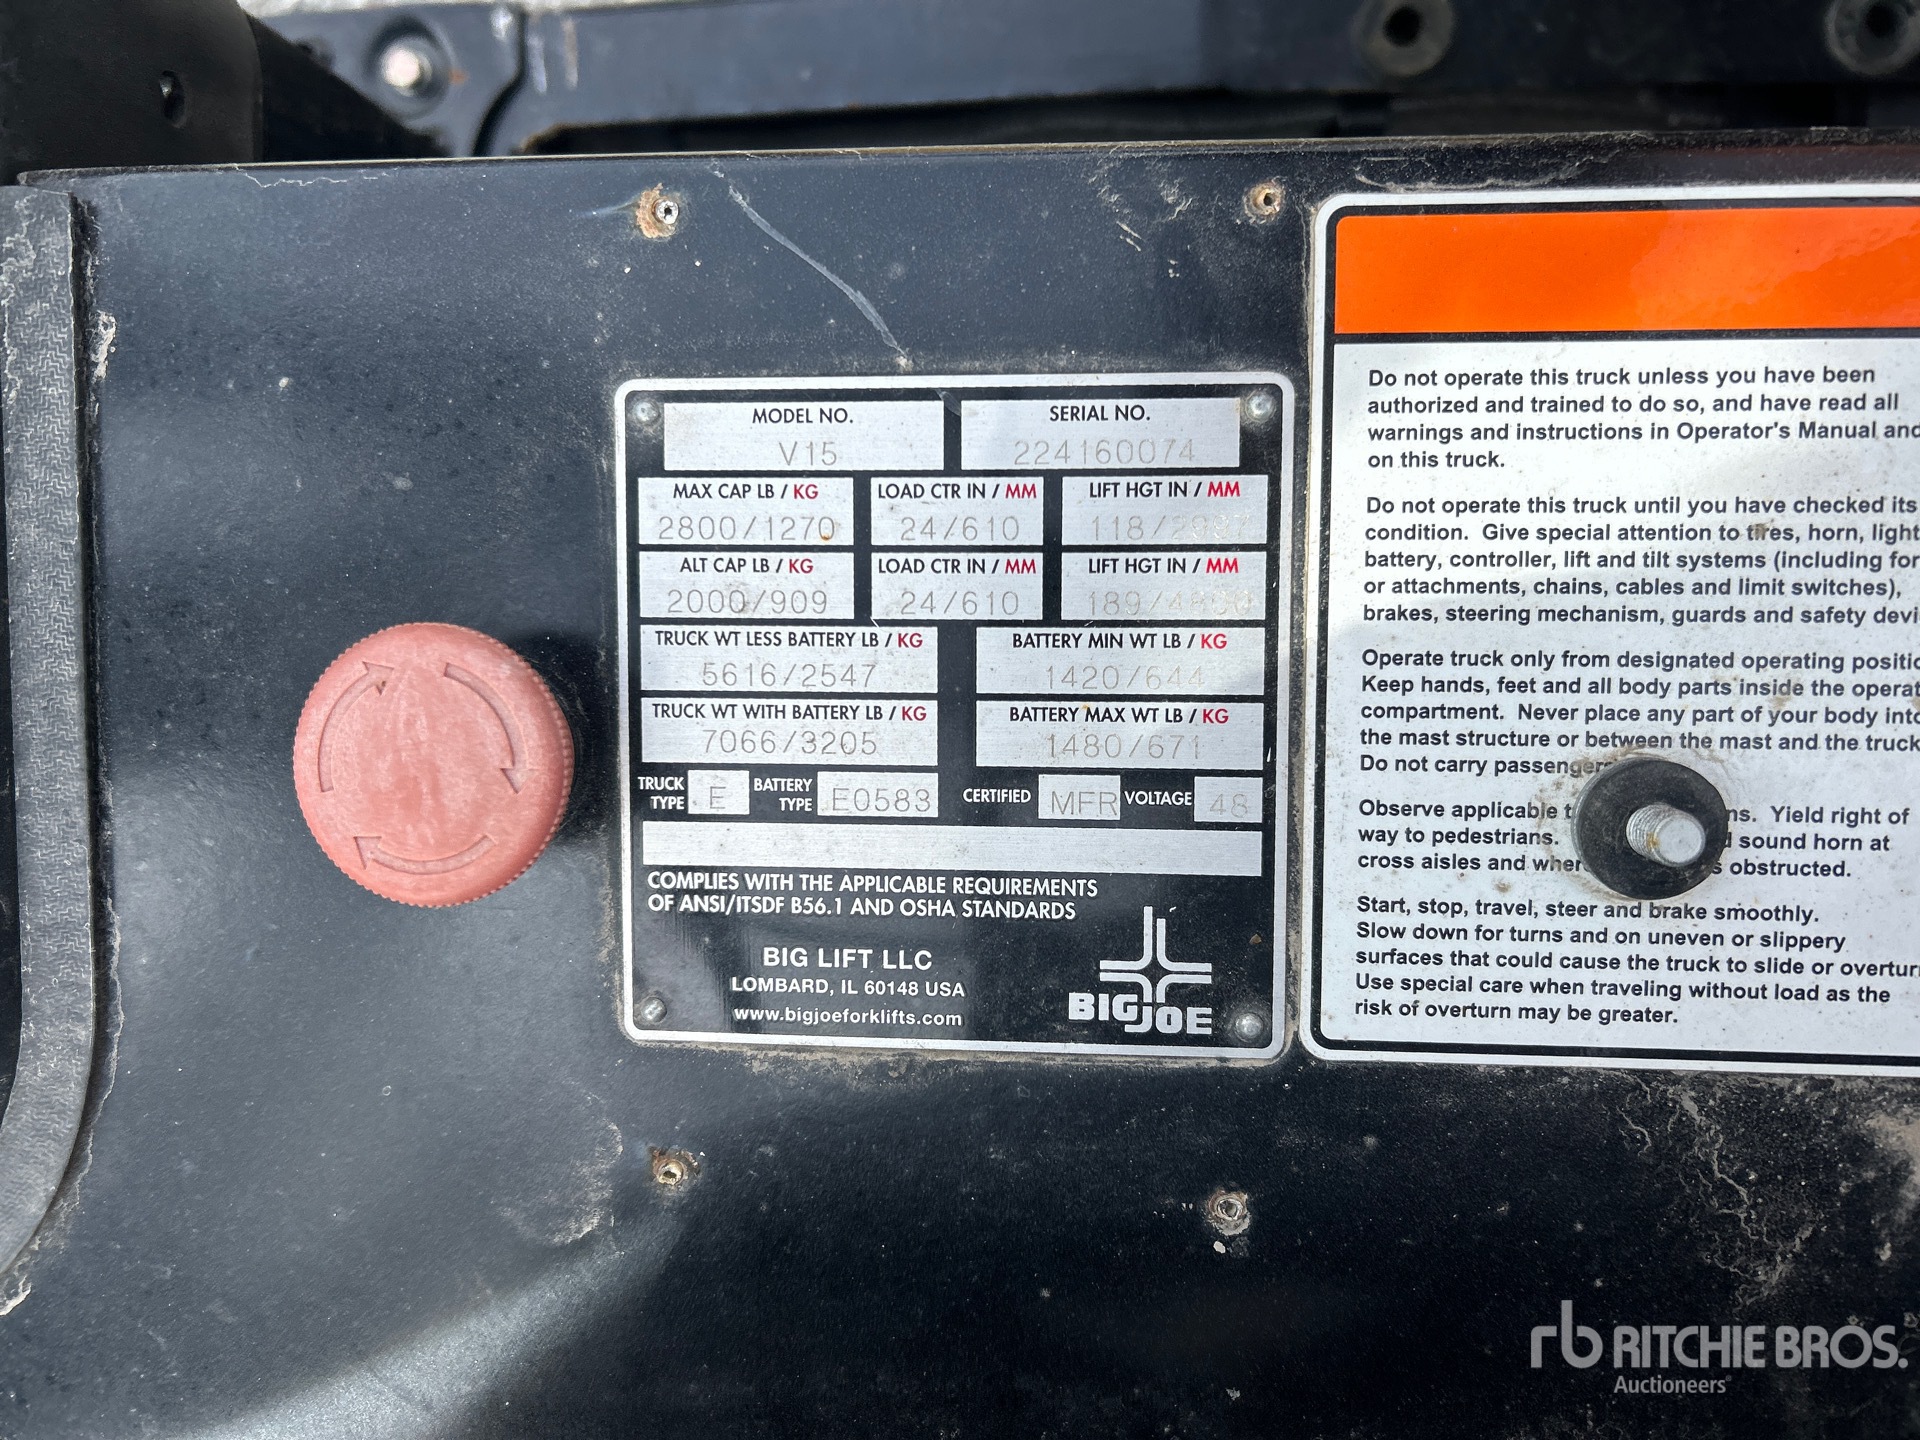 MODEL NO.
V15
SERIAL NO.
224160074
MAX CAP LB / KG
2800/1270
LOAD CTR IN / MM
24/610
LIFT HGT IN / MM
118/2997
ALT CAP LB / KG
2000/909
LOAD CTR IN / MM
24/610
LIFT HGT IN / MM
189/4800
TRUCK WT LESS BATTERY LB / KG
5616/2547
BATTERY MIN WT LB / KG
1420/644
TRUCK WT WITH BATTERY LB / KG
7066/3205
BATTERY MAX WT LB / KG
1480/671
TRUCK TYPE E
BATTERY TYPE E0583
CERTIFIED MFR
VOLTAGE 48
COMPLIES WITH THE APPLICABLE REQUIREMENTS
OF ANSI/ITSDF B56.1 AND OSHA STANDARDS
BIG LIFT LLC
LOMBARD, IL 60148 USA
www.bigjoeforklifts.com
BIG JOE
Do not operate this truck unless you have been
authorized and trained to do so, and have read all
warnings and instructions in Operator's Manual and
on this truck.
Do not operate this truck until you have checked its
condition. Give special attention to tires, horn, light
battery, controller, lift and tilt systems (including for
or attachments, chains, cables and limit switches),
brakes, steering mechanism, guards and safety devi
Operate truck only from designated operating positio
Keep hands, feet and all body parts inside the operat
compartment. Never place any part of your body into
the mast structure or between the mast and the truck
Do not carry passengers
Observe applicable t ns. Yield right of
way to pedestrians. sound horn at
cross aisles and wher s obstructed.
Start, stop, travel, steer and brake smoothly.
Slow down for turns and on uneven or slippery
surfaces that could cause the truck to slide or overturn
Use special care when traveling without load as the
risk of overturn may be greater.
rb RITCHIE BROS.
Auctioneers